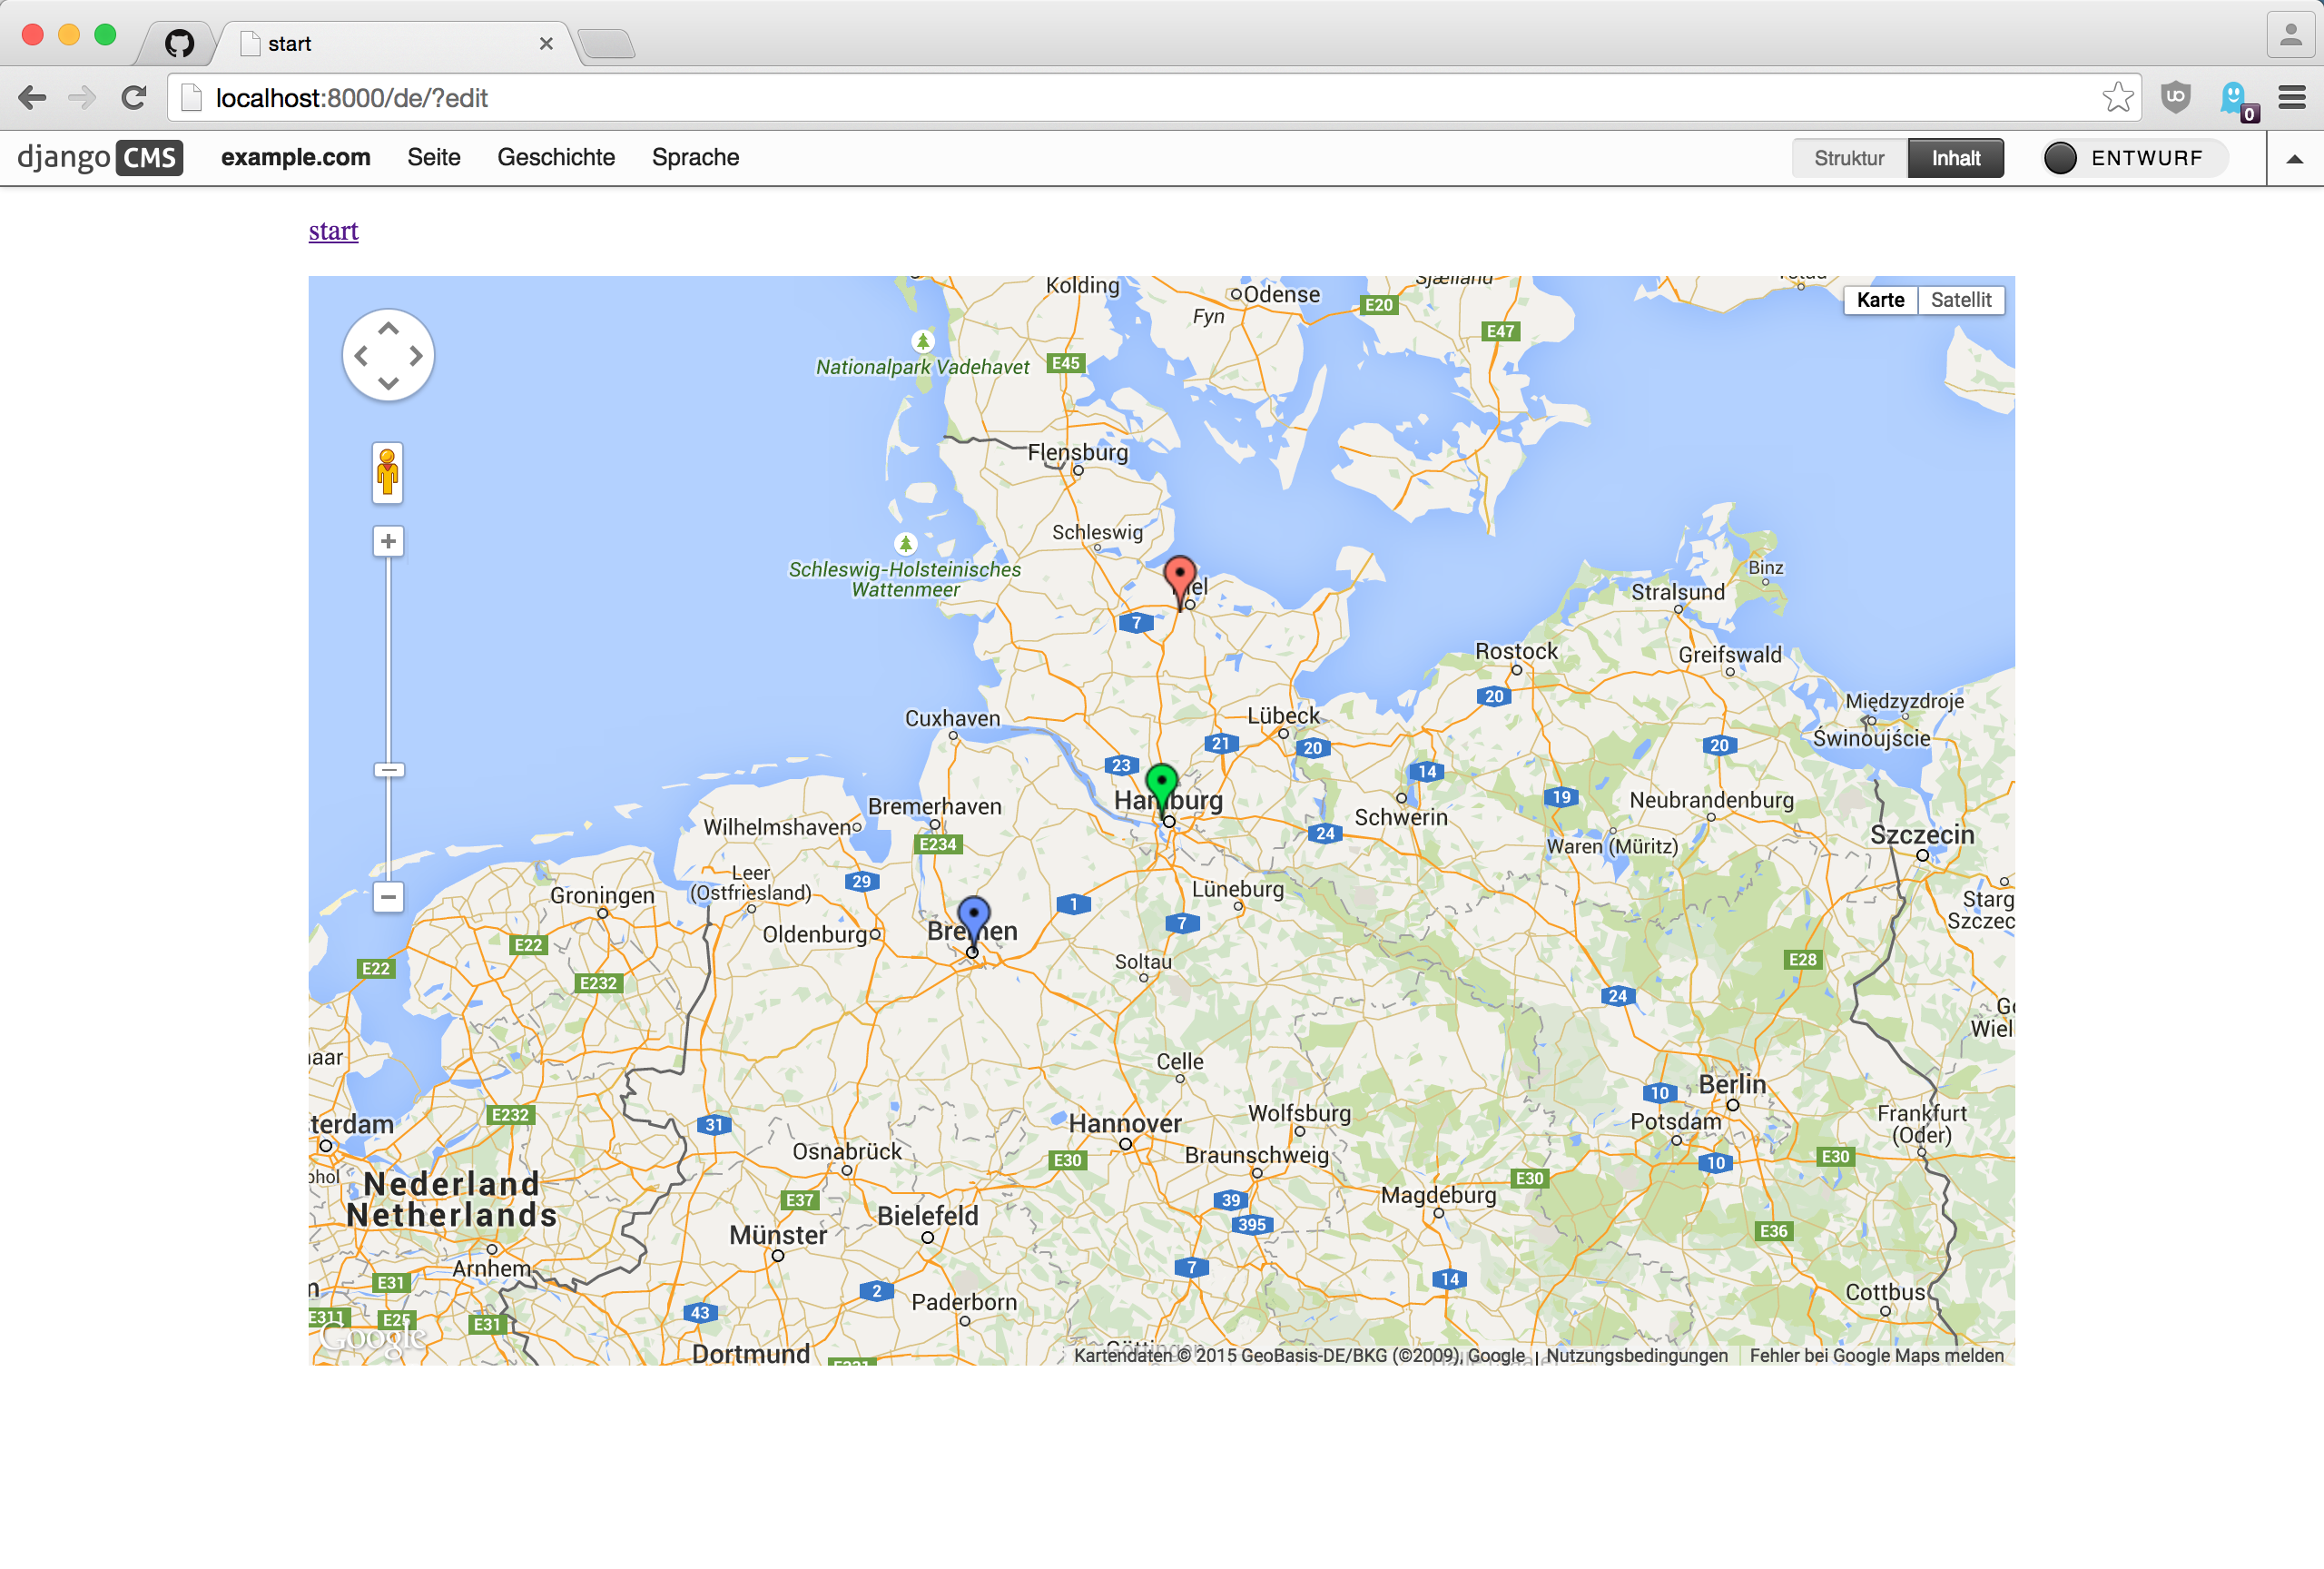 start
localhost:8000/de/?edit
0
django CMS example.com Seite Geschichte Sprache Struktur Inhalt ENTWURF
start
Kolding
Odense
Fyn
Sjælland
E20
E47
Karte Satellit
Nationalpark Vadehavet
E45
Flensburg
Schleswig
Schleswig-Holsteinisches
Wattenmeer
7
Binz
Stralsund
Rostock
Greifswald
20
Międzyzdroje
Świnoujście
Cuxhaven
Lübeck
21
20
20
23
14
Hamburg
Bremerhaven
19
Neubrandenburg
Schwerin
Wilhelmshaven
E234
24
Waren (Müritz)
Szczecin
Leer
(Ostfriesland)
29
Groningen
Lüneburg
1
7
Starg
Szczec
Bremen
Oldenburg
E22
E22
E232
Soltau
E28
24
Wiel
Celle
10
Berlin
E232
31
sterdam
Hannover
Wolfsburg
Potsdam
Frankfurt
(Oder)
Osnabrück
E30
Braunschweig
10
E30
E30
Nederland
Netherlands
E37
39
Magdeburg
Münster
Bielefeld
395
E36
Arnhem
E31
7
14
2
Paderborn
Cottbus
43
E31
Google
Dortmund
Kartendaten © 2015 GeoBasis-DE/BKG (©2009), Google Nutzungsbedingungen Fehler bei Google Maps melden